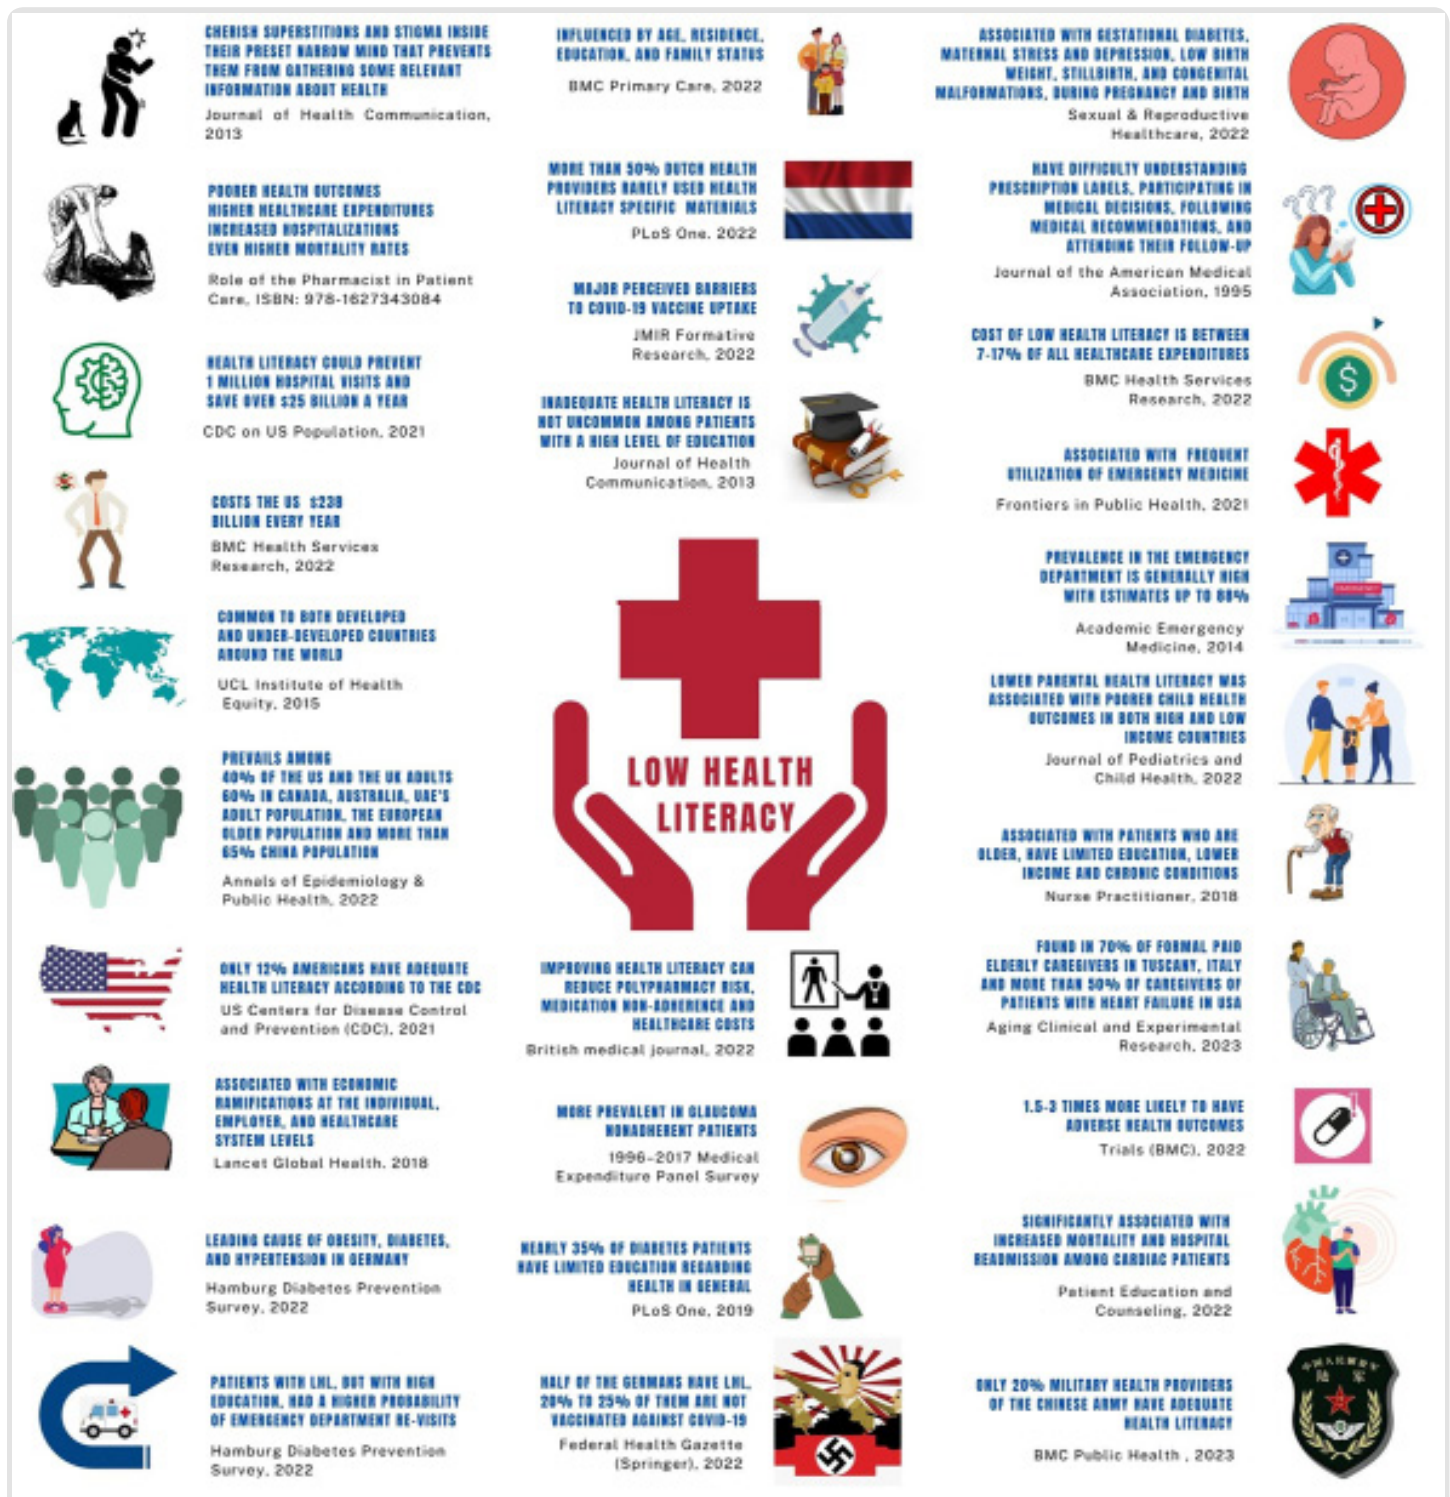 CHERISH SUPERSTITIONS AND STIGMA INSIDE
THEIR PRESET NARROW MIND THAT PREVENTS
THEM FROM GATHERING SOME RELEVANT
INFORMATION ABOUT HEALTH
Journal of Health Communication,
2013
POORER HEALTH OUTCOMES
HIGHER HEALTHCARE EXPENDITURES
INCREASED HOSPITALIZATIONS
EVEN HIGHER MORTALITY RATES
Role of the Pharmacist in Patient
Care, ISBN: 978-1627343084
HEALTH LITERACY COULD PREVENT
1 MILLION HOSPITAL VISITS AND
SAVE OVER $25 BILLION A YEAR
CDC on US Population, 2021
COSTS THE US $238
BILLION EVERY YEAR
BMC Health Services
Research, 2022
COMMON TO BOTH DEVELOPED
AND UNDER-DEVELOPED COUNTRIES
AROUND THE WORLD
UCL Institute of Health
Equity, 2015
PREVAILS AMONG
40% OF THE US AND THE UK ADULTS
60% IN CANADA, AUSTRALIA, UAE'S
ADULT POPULATION, THE EUROPEAN
OLDER POPULATION AND MORE THAN
65% CHINA POPULATION
Annals of Epidemiology &
Public Health, 2022
ONLY 12% AMERICANS HAVE ADEQUATE
HEALTH LITERACY ACCORDING TO THE CDC
US Centers for Disease Control
and Prevention (CDC), 2021
ASSOCIATED WITH ECONOMIC
RAMIFICATIONS AT THE INDIVIDUAL,
EMPLOYER, AND HEALTHCARE
SYSTEM LEVELS
Lancet Global Health. 2018
LEADING CAUSE OF OBESITY, DIABETES,
AND HYPERTENSION IN GERMANY
Hamburg Diabetes Prevention
Survey, 2022
PATIENTS WITH LHL, BUT WITH HIGH
EDUCATION, HAD A HIGHER PROBABILITY
OF EMERGENCY DEPARTMENT RE-VISITS
Hamburg Diabetes Prevention
Survey, 2022
INFLUENCED BY AGE, RESIDENCE,
EDUCATION, AND FAMILY STATUS
BMC Primary Care, 2022
MORE THAN 50% DUTCH HEALTH
PROVIDERS RARELY USED HEALTH
LITERACY SPECIFIC MATERIALS
PLoS One. 2022
MAJOR PERCEIVED BARRIERS
TO COVID-19 VACCINE UPTAKE
JMIR Formative
Research, 2022
INADEQUATE HEALTH LITERACY IS
NOT UNCOMMON AMONG PATIENTS
WITH A HIGH LEVEL OF EDUCATION
Journal of Health
Communication, 2013
LOW HEALTH
LITERACY
IMPROVING HEALTH LITERACY CAN
REDUCE POLYPHARMACY RISK,
MEDICATION NON-ADHERENCE AND
HEALTHCARE COSTS
British medical journal, 2022
MORE PREVALENT IN GLAUCOMA
NONADHERENT PATIENTS
1996-2017 Medical
Expenditure Panel Survey
NEARLY 35% OF DIABETES PATIENTS
HAVE LIMITED EDUCATION REGARDING
HEALTH IN GENERAL
PLoS One, 2019
HALF OF THE GERMANS HAVE LHL,
20% TO 25% OF THEM ARE NOT
VACCINATED AGAINST COVID-19
Federal Health Gazette
(Springer), 2022
ASSOCIATED WITH GESTATIONAL DIABETES,
MATERNAL STRESS AND DEPRESSION, LOW BIRTH
WEIGHT, STILLBIRTH, AND CONGENITAL
MALFORMATIONS, DURING PREGNANCY AND BIRTH
Sexual & Reproductive
Healthcare, 2022
HAVE DIFFICULTY UNDERSTANDING
PRESCRIPTION LABELS, PARTICIPATING IN
MEDICAL DECISIONS, FOLLOWING
MEDICAL RECOMMENDATIONS, AND
ATTENDING THEIR FOLLOW-UP
Journal of the American Medical
Association, 1995
???
COST OF LOW HEALTH LITERACY IS BETWEEN
7-17% OF ALL HEALTHCARE EXPENDITURES
BMC Health Services
Research, 2022
$
ASSOCIATED WITH FREQUENT
UTILIZATION OF EMERGENCY MEDICINE
Frontiers in Public Health, 2021
PREVALENCE IN THE EMERGENCY
DEPARTMENT IS GENERALLY HIGH
WITH ESTIMATES UP TO 88%
Academic Emergency
Medicine, 2014
LOWER PARENTAL HEALTH LITERACY WAS
ASSOCIATED WITH POORER CHILD HEALTH
OUTCOMES IN BOTH HIGH AND LOW
INCOME COUNTRIES
Journal of Pediatrics and
Child Health, 2022
ASSOCIATED WITH PATIENTS WHO ARE
OLDER, HAVE LIMITED EDUCATION, LOWER
INCOME AND CHRONIC CONDITIONS
Nurse Practitioner, 2018
FOUND IN 70% OF FORMAL PAID
ELDERLY CAREGIVERS IN TUSCANY, ITALY
AND MORE THAN 50% OF CAREGIVERS OF
PATIENTS WITH HEART FAILURE IN USA
Aging Clinical and Experimental
Research, 2023
1.5-3 TIMES MORE LIKELY TO HAVE
ADVERSE HEALTH OUTCOMES
Trials (BMC), 2022
SIGNIFICANTLY ASSOCIATED WITH
INCREASED MORTALITY AND HOSPITAL
READMISSION AMONG CARDIAC PATIENTS
Patient Education and
Counseling, 2022
ONLY 20% MILITARY HEALTH PROVIDERS
OF THE CHINESE ARMY HAVE ADEQUATE
HEALTH LITERACY
BMC Public Health , 2023
中国人民解放军
陆 军